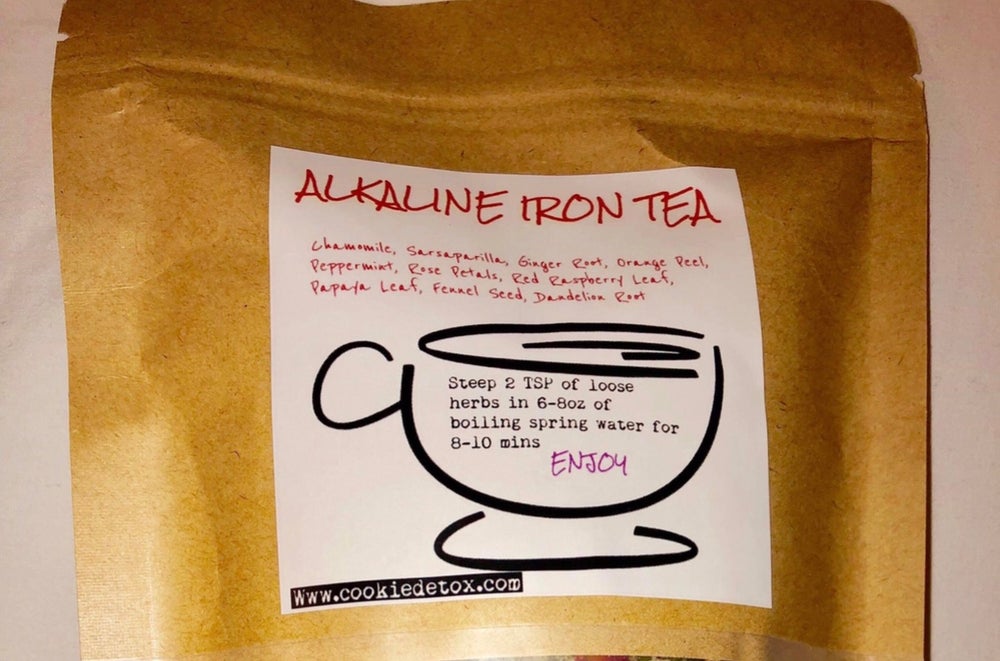 ALKALINE IRON TEA
Chamomile, Sarsaparilla, Ginger Root, Orange Peel,
Peppermint, Rose Petals, Red Raspberry Leaf,
Papaya Leaf, Fennel Seed, Dandelion Root
Steep 2 TSP of loose
herbs in 6-8oz of
boiling spring water for
8-10 mins
ENJOY
Www.cookiedetox.com